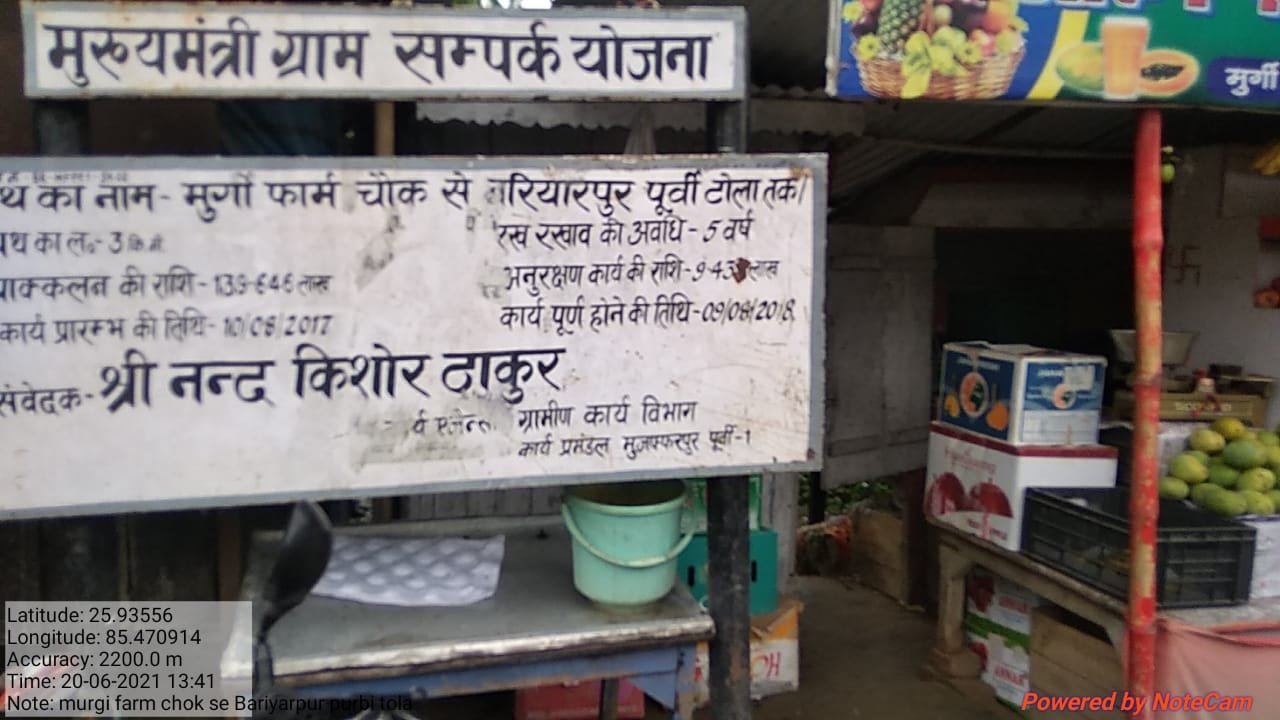 मुख्यमंत्री ग्राम सम्पर्क योजना
थ का नाम- मुर्गी फार्म चौक से रियारपुर पूर्वी टोला तक।
पथ का ल.- 3 कि.मी.
रख रखाव की अवधि- 5 वर्ष
प्राक्कलन की राशि- 139.646 लाख
अनुरक्षण कार्य की राशि- 9.43 लाख
कार्य प्रारम्भ की तिथि- 10/08/2017
कार्य पूर्ण होने की तिथि- 09/08/2018
संवेदक- श्री नन्द किशोर ठाकुर
ग्रामीण कार्य विभाग
कार्य प्रमंडल मुजफ्फरपुर पूर्वी-1
मुर्गी
Latitude: 25.93556
Longitude: 85.470914
Accuracy: 2200.0 m
Time: 20-06-2021 13:41
Note: murgi farm chok se Bariyarpur purbi tola
Powered by NoteCam